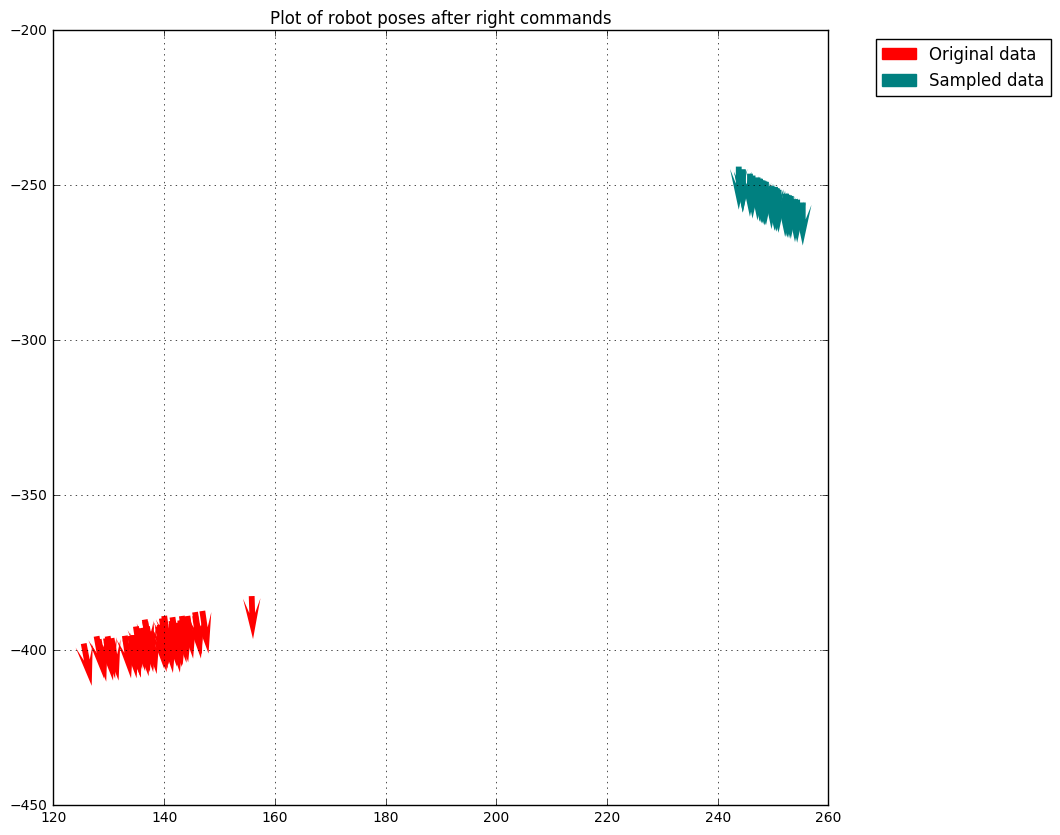 Plot of robot poses after right commands
Original data
Sampled data
−200
−250
−300
−350
−400
−450
120 140 160 180 200 220 240 260